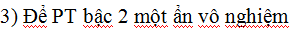 3) Để PT bậc 2 một ẩn vô nghiệm